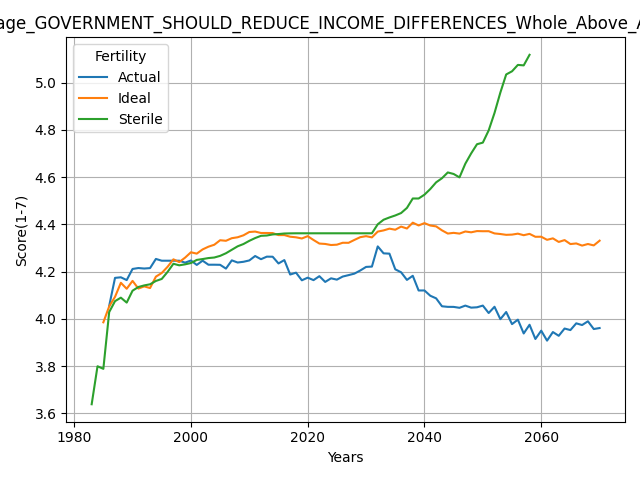 age_GOVERNMENT_SHOULD_REDUCE_INCOME_DIFFERENCES_Whole_Above_A
Fertility
Actual
Ideal
Sterile
Score(1-7)
5.0
4.8
4.6
4.4
4.2
4.0
3.8
3.6
1980
2000
2020
2040
2060
Years